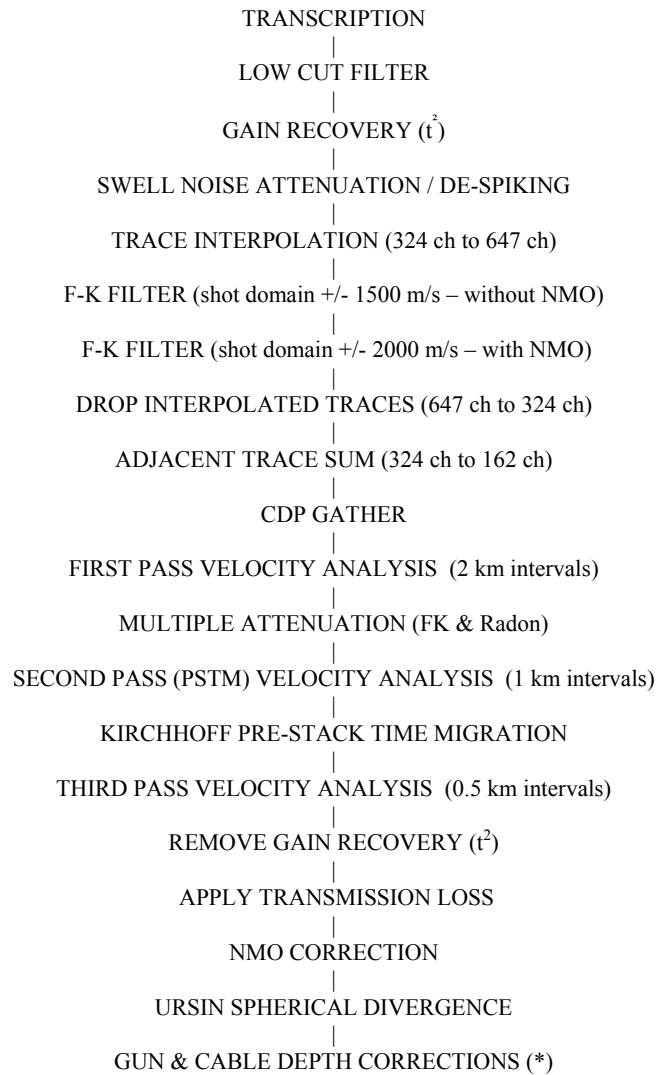 TRANSCRIPTION
|
LOW CUT FILTER
|
GAIN RECOVERY (t²)
|
SWELL NOISE ATTENUATION / DE-SPIKING
|
TRACE INTERPOLATION (324 ch to 647 ch)
|
F-K FILTER (shot domain +/- 1500 m/s – without NMO)
|
F-K FILTER (shot domain +/- 2000 m/s – with NMO)
|
DROP INTERPOLATED TRACES (647 ch to 324 ch)
|
ADJACENT TRACE SUM (324 ch to 162 ch)
|
CDP GATHER
|
FIRST PASS VELOCITY ANALYSIS (2 km intervals)
|
MULTIPLE ATTENUATION (FK & Radon)
|
SECOND PASS (PSTM) VELOCITY ANALYSIS (1 km intervals)
|
KIRCHHOFF PRE-STACK TIME MIGRATION
|
THIRD PASS VELOCITY ANALYSIS (0.5 km intervals)
|
REMOVE GAIN RECOVERY (t²)
|
APPLY TRANSMISSION LOSS
|
NMO CORRECTION
|
URSIN SPHERICAL DIVERGENCE
|
GUN & CABLE DEPTH CORRECTIONS (*)